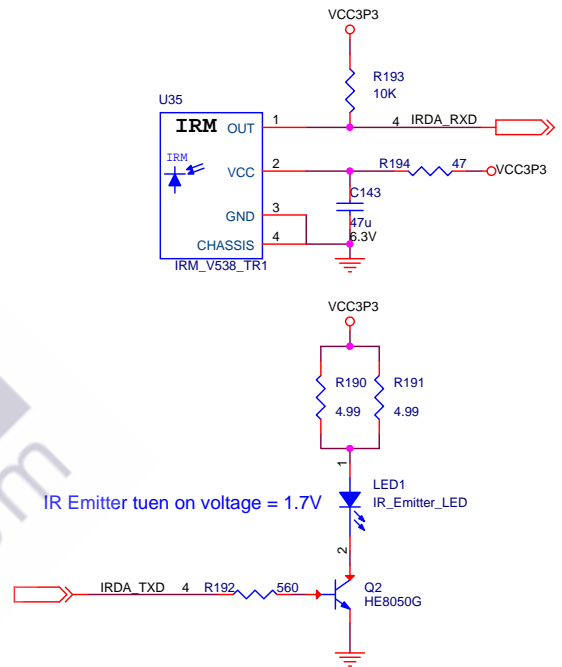 VCC3P3
R193
10K
U35
IRM OUT 1
4 IRDA_RXD
IRM
VCC 2
R194 47
VCC3P3
C143
47u
6.3V
GND 3
CHASSIS 4
IRM_V538_TR1
VCC3P3
R190 R191
4.99 4.99
1
LED1
IR_Emitter_LED
IR Emitter tuen on voltage = 1.7V
2
IRDA_TXD 4 R192 560
Q2
HE8050G
om